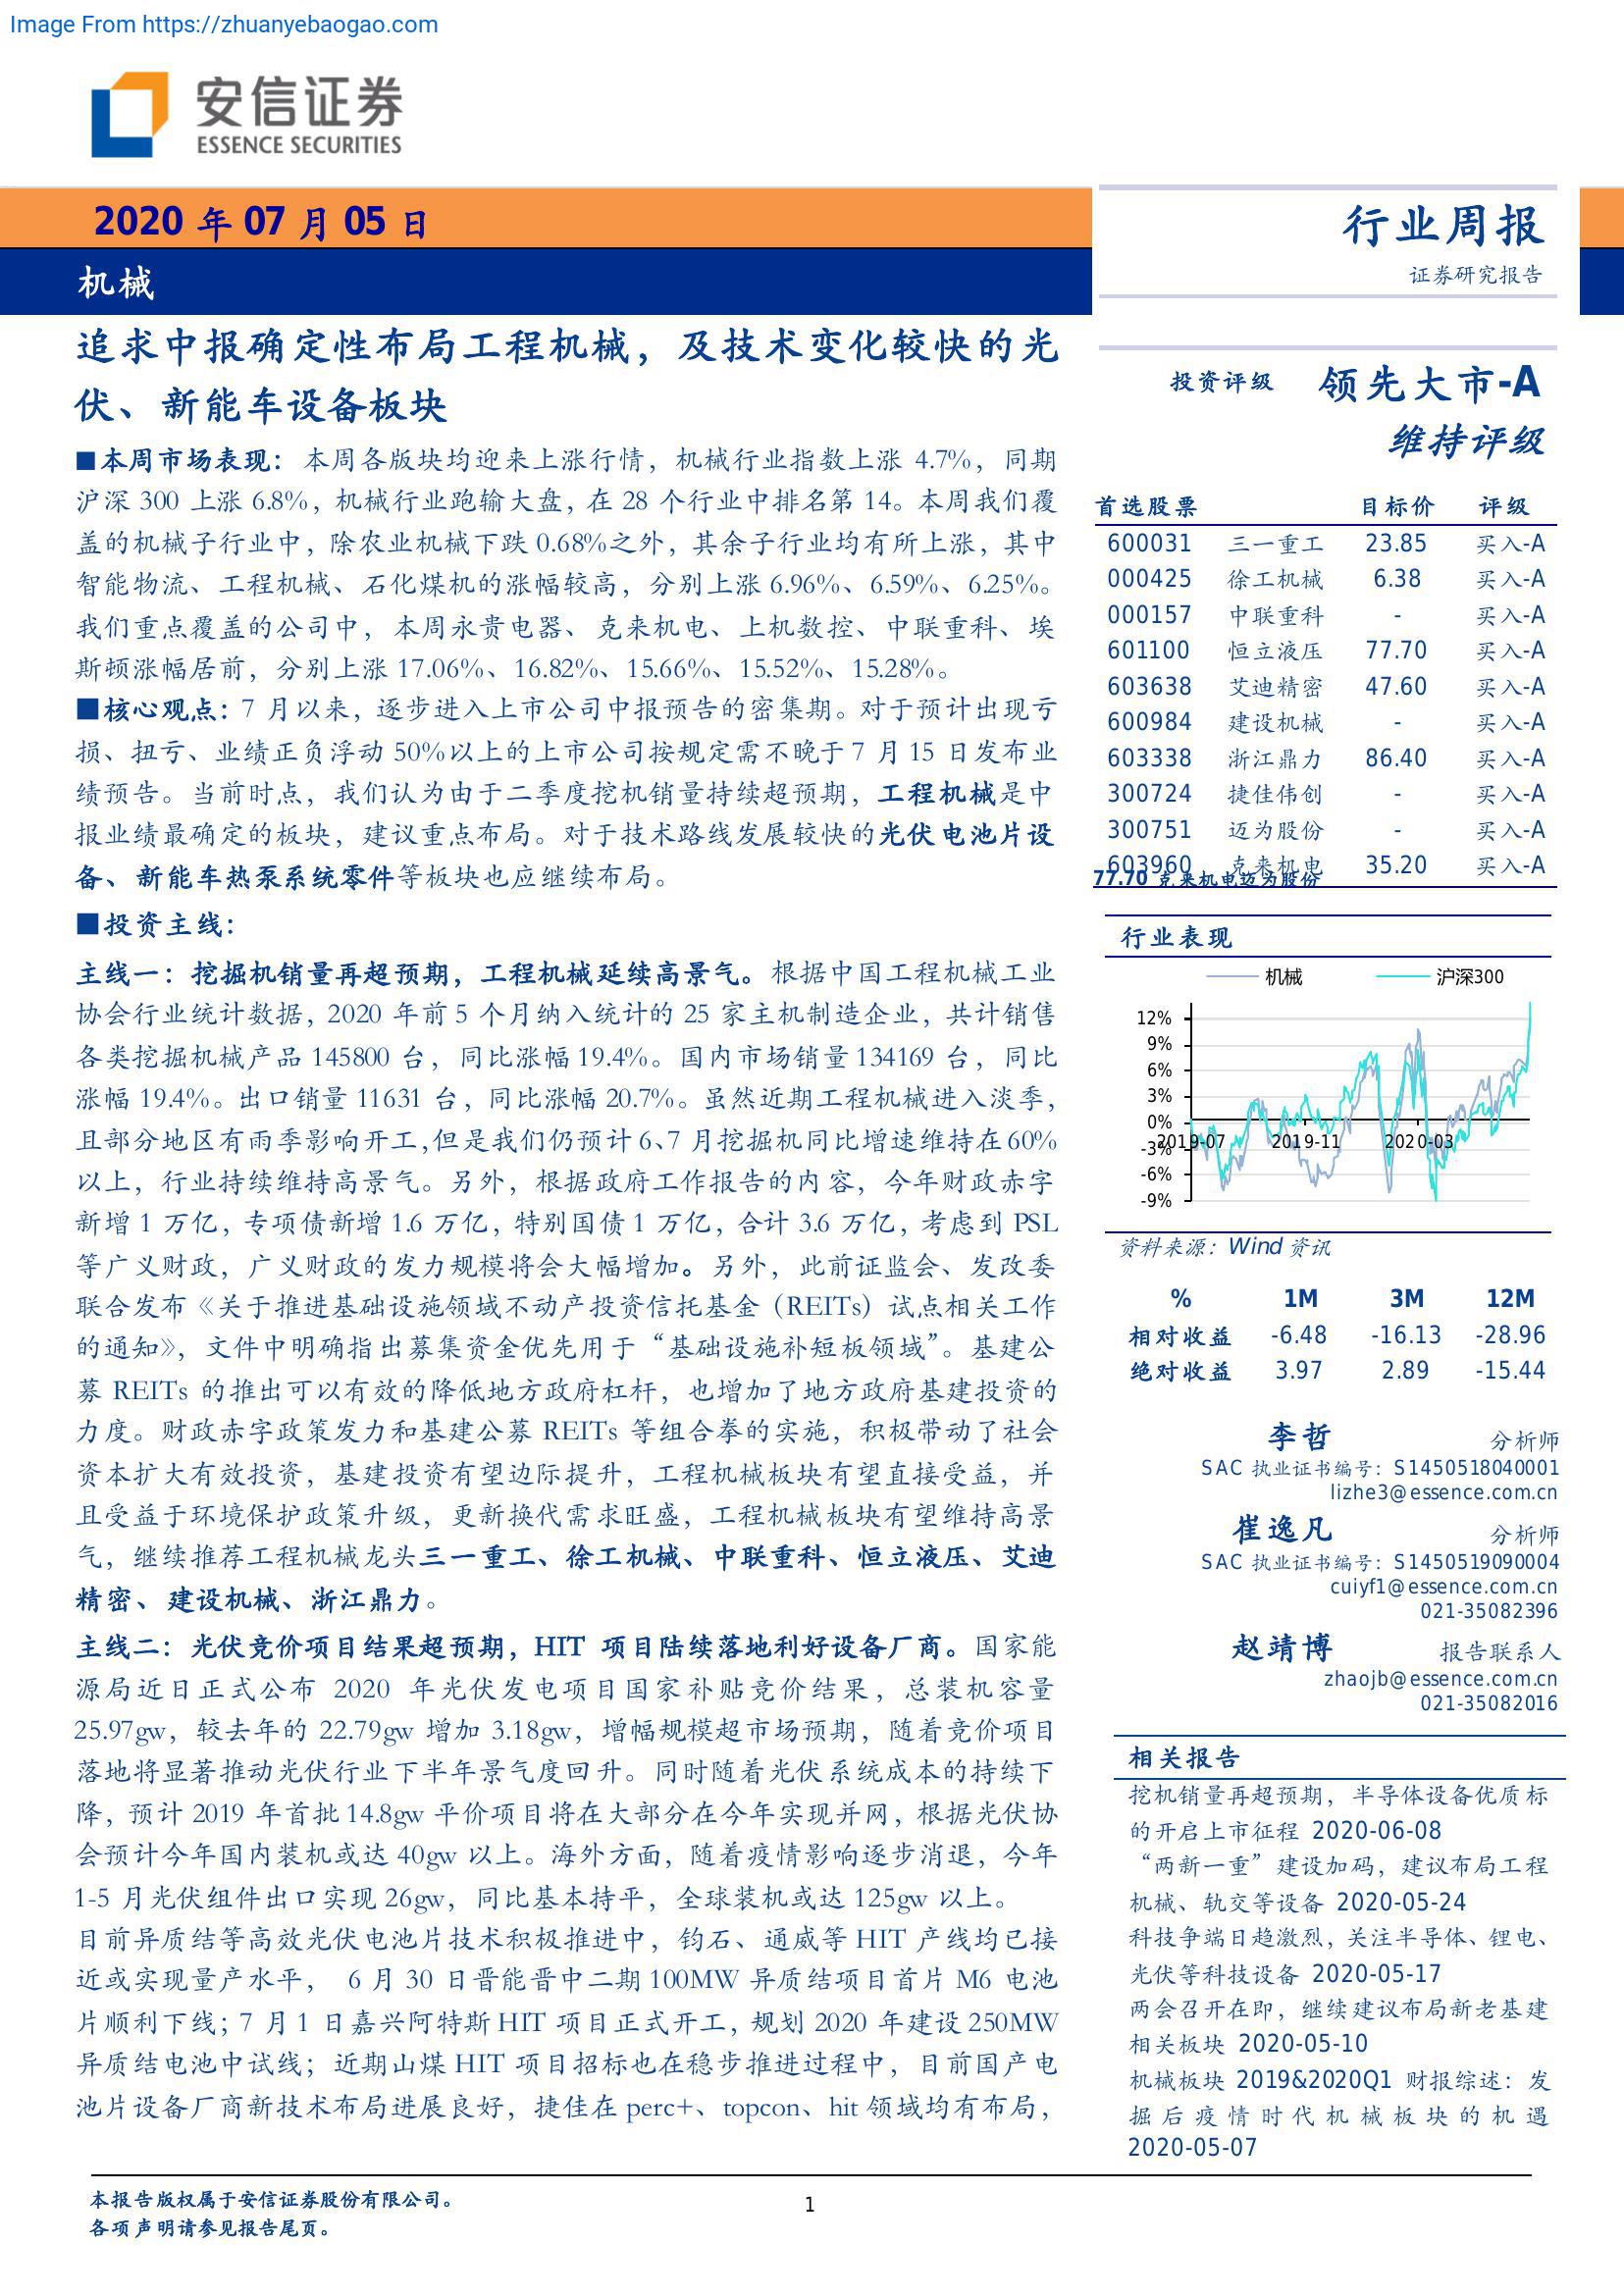 Image From https://zhuanyebaogao.com
安信证券
ESSENCE SECURITIES
2020 年 07 月 05 日
机械
行业周报
证券研究报告
追求中报确定性布局工程机械，及技术变化较快的光
伏、新能车设备板块
■本周市场表现：本周各版块均迎来上涨行情，机械行业指数上涨 4.7%，同期
沪深 300 上涨 6.8%，机械行业跑输大盘，在 28 个行业中排名第 14。本周我们覆
盖的机械子行业中，除农业机械下跌 0.68%之外，其余子行业均有所上涨，其中
智能物流、工程机械、石化煤机的涨幅较高，分别上涨 6.96%、6.59%、6.25%。
我们重点覆盖的公司中，本周永贵电器、克来机电、上机数控、中联重科、埃
斯顿涨幅居前，分别上涨 17.06%、16.82%、15.66%、15.52%、15.28%。
■核心观点：7 月以来，逐步进入上市公司中报预告的密集期。对于预计出现亏
损、扭亏、业绩正负浮动 50%以上的上市公司按规定需不晚于 7 月 15 日发布业
绩预告。当前时点，我们认为由于二季度挖机销量持续超预期，工程机械是中
报业绩最确定的板块，建议重点布局。对于技术路线发展较快的光伏电池片设
备、新能车热泵系统零件等板块也应继续布局。
■投资主线：
主线一：挖掘机销量再超预期，工程机械延续高景气。根据中国工程机械工业
协会行业统计数据，2020 年前 5 个月纳入统计的 25 家主机制造企业，共计销售
各类挖掘机械产品 145800 台，同比涨幅 19.4%。国内市场销量 134169 台，同比
涨幅 19.4%。出口销量 11631 台，同比涨幅 20.7%。虽然近期工程机械进入淡季，
且部分地区有雨季影响开工，但是我们仍预计 6、7 月挖掘机同比增速维持在 60%
以上，行业持续维持高景气。另外，根据政府工作报告的内容，今年财政赤字
新增 1 万亿，专项债新增 1.6 万亿，特别国债 1 万亿，合计 3.6 万亿，考虑到 PSL
等广义财政，广义财政的发力规模将会大幅增加。另外，此前证监会、发改委
联合发布《关于推进基础设施领域不动产投资信托基金（REITs）试点相关工作
的通知》，文件中明确指出募集资金优先用于“基础设施补短板领域”。基建公
募 REITs 的推出可以有效的降低地方政府杠杆，也增加了地方政府基建投资的
力度。财政赤字政策发力和基建公募 REITs 等组合拳的实施，积极带动了社会
资本扩大有效投资，基建投资有望边际提升，工程机械板块有望直接受益，并
且受益于环境保护政策升级，更新换代需求旺盛，工程机械板块有望维持高景
气，继续推荐工程机械龙头三一重工、徐工机械、中联重科、恒立液压、艾迪
精密、建设机械、浙江鼎力。
主线二：光伏竞价项目结果超预期，HIT 项目陆续落地利好设备厂商。国家能
源局近日正式公布 2020 年光伏发电项目国家补贴竞价结果，总装机容量
25.97gw，较去年的 22.79gw 增加 3.18gw，增幅规模超市场预期，随着竞价项目
落地将显著推动光伏行业下半年景气度回升。同时随着光伏系统成本的持续下
降，预计 2019 年首批 14.8gw 平价项目将在大部分在今年实现并网，根据光伏协
会预计今年国内装机或达 40gw 以上。海外方面，随着疫情影响逐步消退，今年
1-5 月光伏组件出口实现 26gw，同比基本持平，全球装机或达 125gw 以上。
目前异质结等高效光伏电池片技术积极推进中，钧石、通威等 HIT 产线均已接
近或实现量产水平， 6 月 30 日晋能晋中二期 100MW 异质结项目首片 M6 电池
片顺利下线；7 月 1 日嘉兴阿特斯 HIT 项目正式开工，规划 2020 年建设 250MW
异质结电池中试线；近期山煤 HIT 项目招标也在稳步推进过程中，目前国产电
池片设备厂商新技术布局进展良好，捷佳在 perc+、topcon、hit 领域均有布局，
投资评级 领先大市-A
维持评级
首选股票 目标价 评级
600031 三一重工 23.85 买入-A
000425 徐工机械 6.38 买入-A
000157 中联重科 - 买入-A
601100 恒立液压 77.70 买入-A
603638 艾迪精密 47.60 买入-A
600984 建设机械 - 买入-A
603338 浙江鼎力 86.40 买入-A
300724 捷佳伟创 - 买入-A
300751 迈为股份 - 买入-A
603960 克来机电 35.20 买入-A
77.70 克来机电迈为股份
行业表现
机械 沪深300
12%
9%
6%
3%
0%
-3%
-6%
-9%
2019-07 2019-11 2020-03
资料来源：Wind 资讯
% 1M 3M 12M
相对收益 -6.48 -16.13 -28.96
绝对收益 3.97 2.89 -15.44
李哲 分析师
SAC 执业证书编号：S1450518040001
lizhe3@essence.com.cn
崔逸凡 分析师
SAC 执业证书编号：S1450519090004
cuiyf1@essence.com.cn
021-35082396
赵靖博 报告联系人
zhaojb@essence.com.cn
021-35082016
相关报告
挖机销量再超预期，半导体设备优质标
的开启上市征程 2020-06-08
“两新一重”建设加码，建议布局工程
机械、轨交等设备 2020-05-24
科技争端日趋激烈，关注半导体、锂电、
光伏等科技设备 2020-05-17
两会召开在即，继续建议布局新老基建
相关板块 2020-05-10
机械板块 2019&2020Q1 财报综述：发
掘后疫情时代机械板块的机遇
2020-05-07
本报告版权属于安信证券股份有限公司。
各项声明请参见报告尾页。
1